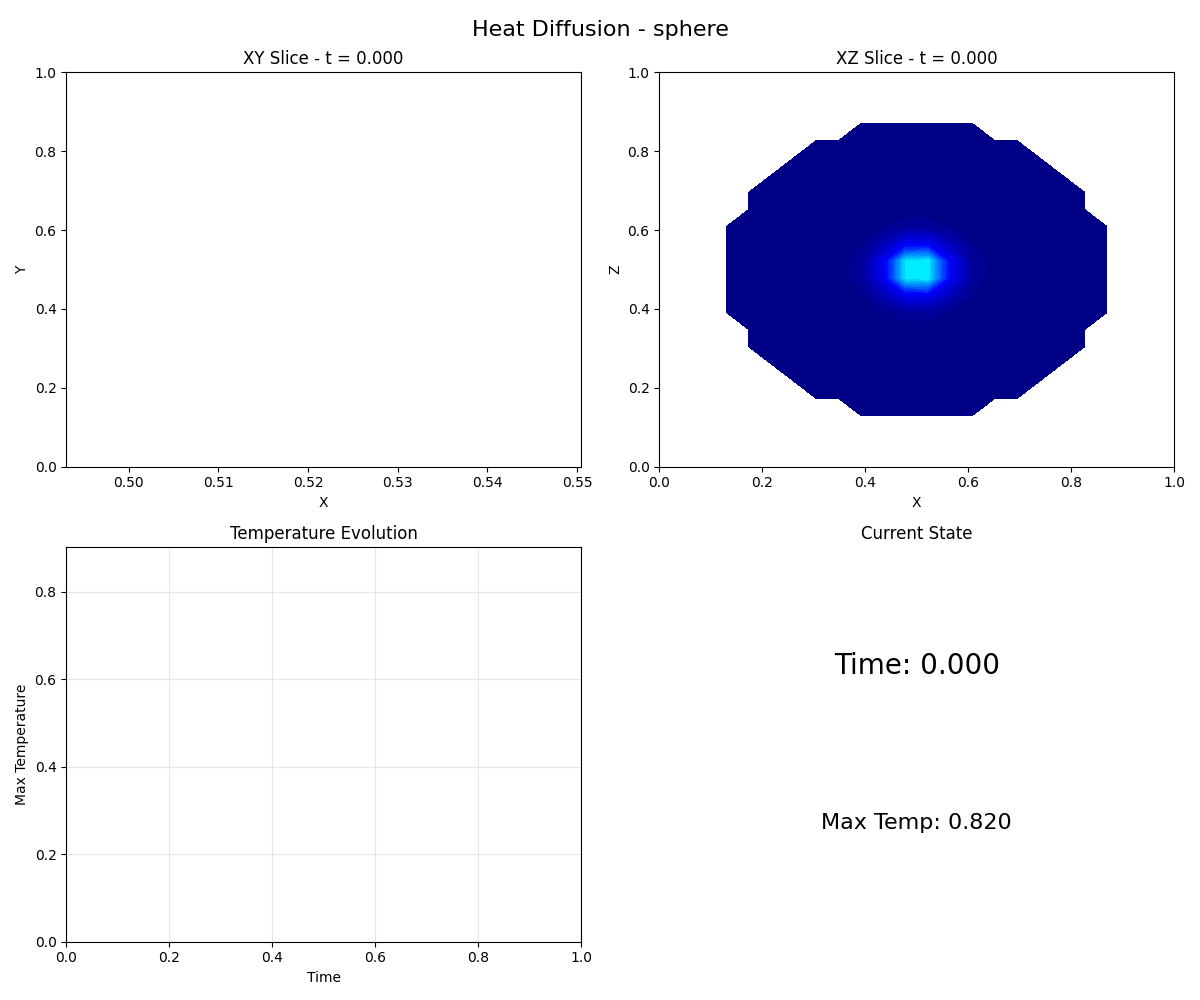 Heat Diffusion - sphere
XY Slice - t = 0.000
1.0
0.8
0.6
0.4
0.2
0.0
Y
0.50 0.51 0.52 0.53 0.54 0.55
X
XZ Slice - t = 0.000
1.0
0.8
0.6
0.4
0.2
0.0
Z
0.0 0.2 0.4 0.6 0.8 1.0
X
Temperature Evolution
0.8
0.6
0.4
0.2
0.0
Max Temperature
0.0 0.2 0.4 0.6 0.8 1.0
Time
Current State
Time: 0.000
Max Temp: 0.820